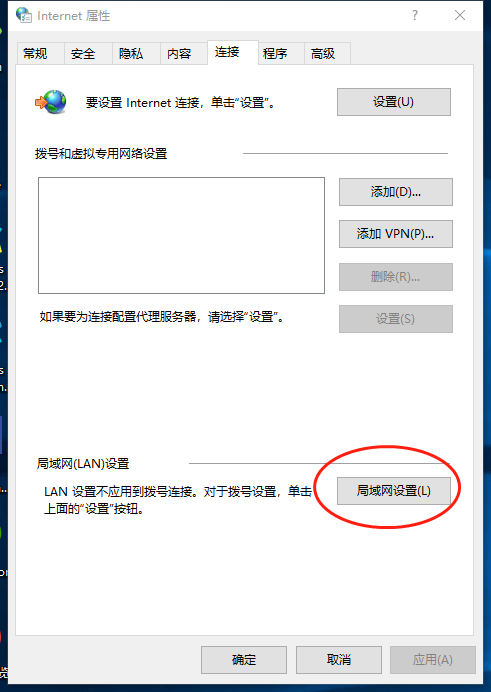 Internet 属性
常规 安全 隐私 内容 连接 程序 高级
要设置 Internet 连接，单击“设置”。 设置(U)
拨号和虚拟专用网络设置
添加(D)...
添加 VPN(P)...
删除(R)...
如果要为连接配置代理服务器，请选择“设置”。 设置(S)
局域网(LAN)设置
LAN 设置不应用到拨号连接。对于拨号设置，单击
上面的“设置”按钮。
局域网设置(L)
确定 取消 应用(A)